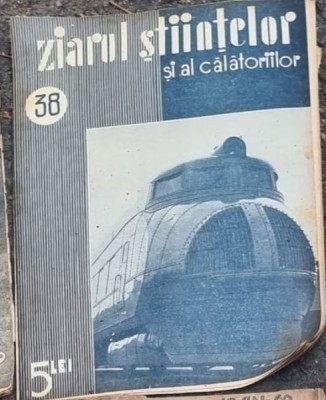 ziarul științelor
și al călătoriilor
38
5 LEI